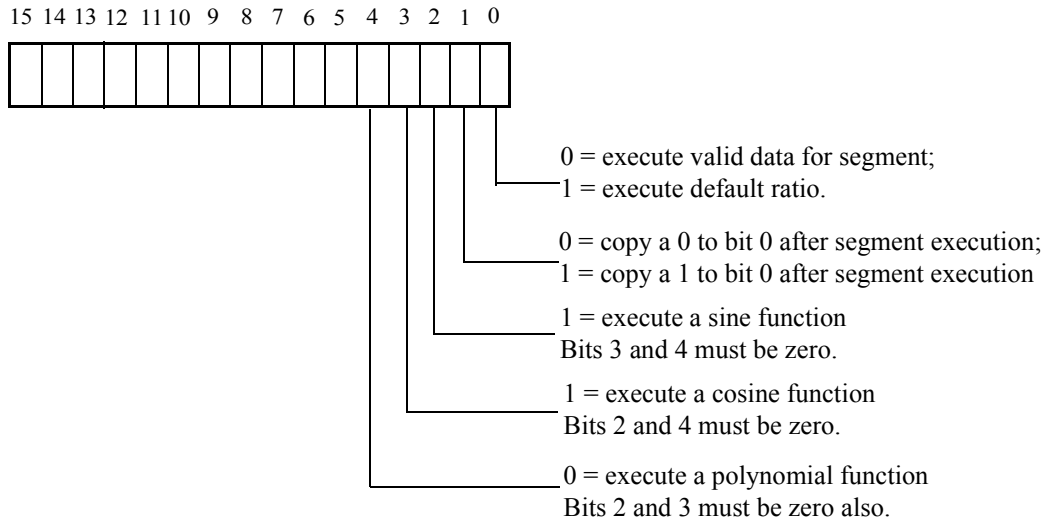 15 14 13 12 11 10 9 8 7 6 5 4 3 2 1 0
0 = execute valid data for segment;
1 = execute default ratio.
0 = copy a 0 to bit 0 after segment execution;
1 = copy a 1 to bit 0 after segment execution
1 = execute a sine function
Bits 3 and 4 must be zero.
1 = execute a cosine function
Bits 2 and 4 must be zero.
0 = execute a polynomial function
Bits 2 and 3 must be zero also.